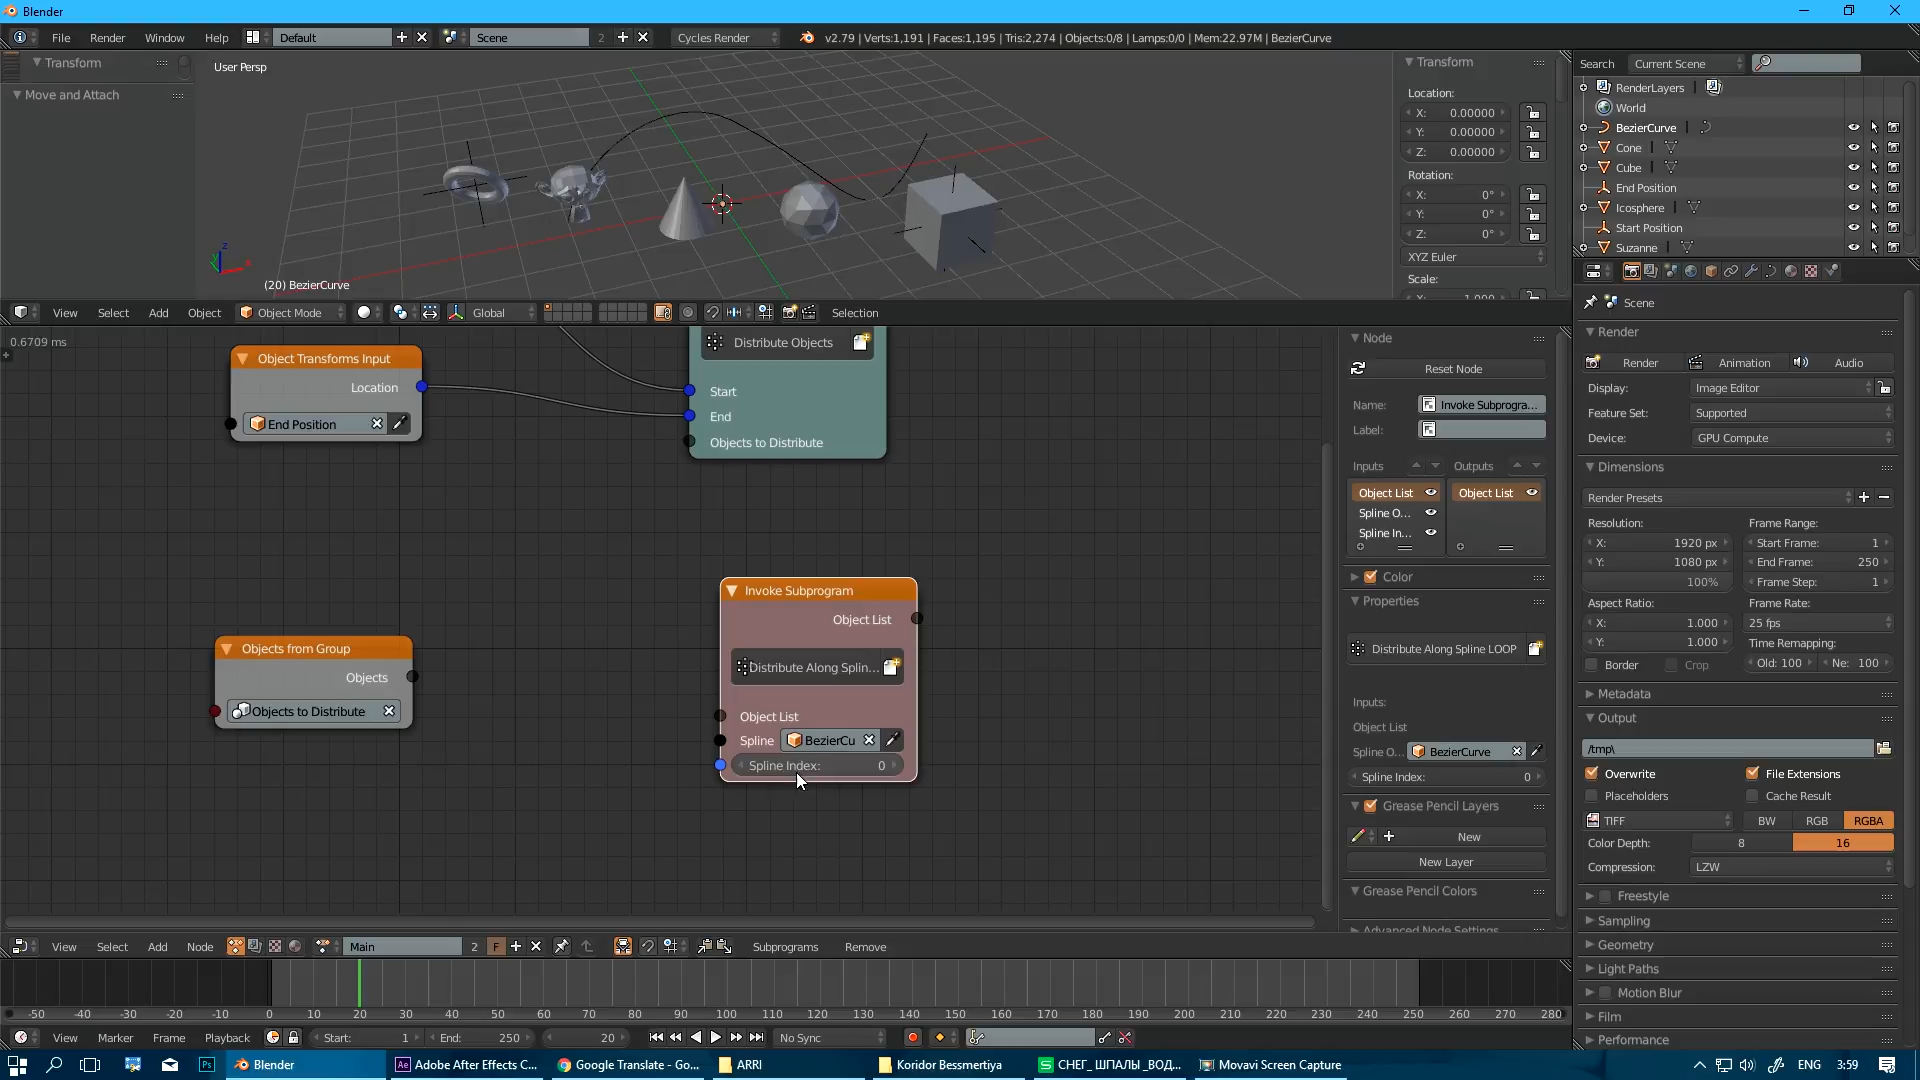 Blender
File Render Window Help Default Scene 2 Cycles Render v2.79 | Verts:1,191 | Faces:1,195 | Tris:2,274 | Objects:0/8 | Lamps:0/0 | Mem:22.97M | BezierCurve
Transform
Move and Attach
User Persp
(20) BezierCurve
Transform
Location:
X: 0.00000
Y: 0.00000
Z: 0.00000
Rotation:
X: 0°
Y: 0°
Z: 0°
XYZ Euler
Scale:
Search Current Scene
RenderLayers
World
BezierCurve
Cone
Cube
End Position
Icosphere
Start Position
Suzanne
View Select Add Object Object Mode Global Selection
0.6709 ms
Object Transforms Input
Location
End Position
Distribute Objects
Start
End
Objects to Distribute
Objects from Group
Objects
Objects to Distribute
Invoke Subprogram
Object List
Distribute Along Splin...
Object List
Spline BezierCu
Spline Index: 0
Node
Reset Node
Name: Invoke Subprogra...
Label:
Inputs Outputs
Object List Object List
Spline O...
Spline In...
Color
Properties
Distribute Along Spline LOOP
Inputs:
Object List
Spline O... BezierCurve
Spline Index: 0
Grease Pencil Layers
New
New Layer
Grease Pencil Colors
Advanced Node Settings
Scene
Render
Render Animation Audio
Display: Image Editor
Feature Set: Supported
Device: GPU Compute
Dimensions
Render Presets
Resolution: Frame Range:
X: 1920 px Start Frame: 1
Y: 1080 px End Frame: 250
100% Frame Step: 1
Aspect Ratio: Frame Rate:
X: 1.000 25 fps
Y: 1.000 Time Remapping:
Border Crop Old: 100 Ne: 100
Metadata
Output
/tmp\
Overwrite File Extensions
Placeholders Cache Result
TIFF BW RGB RGBA
Color Depth: 8 16
Compression: LZW
Freestyle
Sampling
Geometry
Light Paths
Motion Blur
Film
Performance
View Select Add Node Main 2 F Subprograms Remove
-50 -40 -30 -20 -10 0 10 20 30 40 50 60 70 80 90 100 110 120 130 140 150 160 170 180 190 200 210 220 230 240 250 260 270 280
View Marker Frame Playback Start: 1 End: 250 20 No Sync
Blender Adobe After Effects C... Google Translate - Go... ARRI Koridor Bessmertiya СНЕГ_ ШПАЛЫ _ВОД... Movavi Screen Capture ENG 3:59